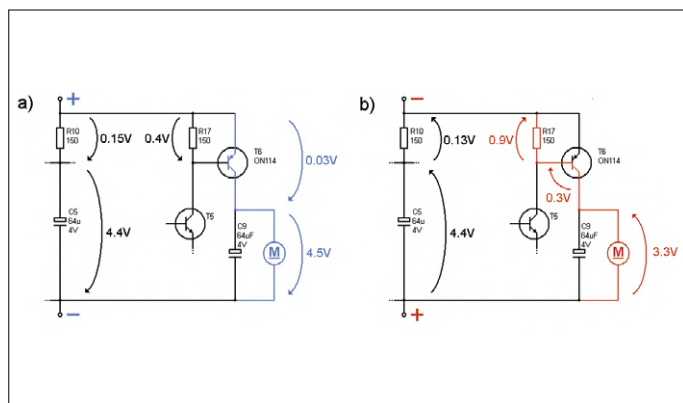 a)
+
R10
150
0.15V
0.4V
R17
150
T6
ON114
0.03V
C5
64u
4V
4.4V
T5
C9
64uF
4V
M
4.5V
−
b)
−
R10
150
0.13V
0.9V
R17
150
T6
ON114
0.3V
C5
64u
4V
4.4V
T5
C9
64uF
4V
M
3.3V
+